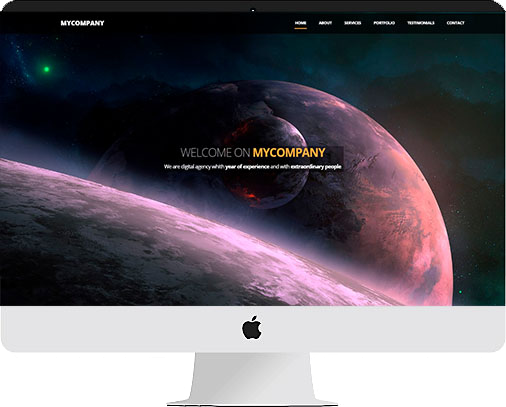 MYCOMPANY
HOME ABOUT SERVICES PORTFOLIO TESTIMONIALS CONTACT
WELCOME ON MYCOMPANY
We are digital agency whith year of experience and with extraordinary people